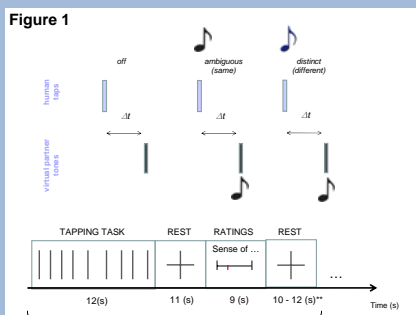 Figure 1
off
ambiguous
(same)
distinct
(different)
human
taps
Δt
Δt
Δt
virtual partner
tones
TAPPING TASK
REST
RATINGS
REST
Sense of ...
...
12(s)
11 (s)
9 (s)
10 - 12 (s)**
Time (s)